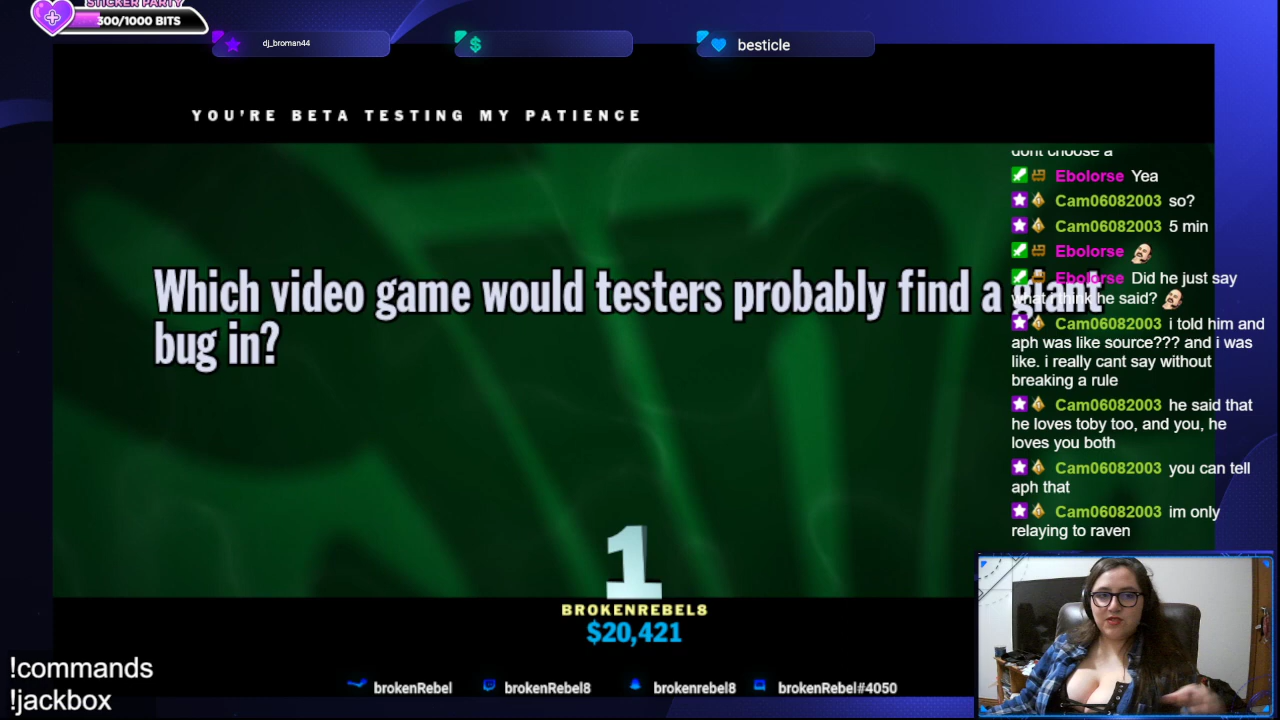 STICKER PARTY
300/1000 BITS
dj_broman44
$
besticle
YOU'RE BETA TESTING MY PATIENCE
Which video game would testers probably find a giant
bug in?
dont choose a
Ebolorse Yea
Cam06082003 so?
Cam06082003 5 min
Ebolorse
Ebolorse Did he just say
what i think he said?
Cam06082003 i told him and
aph was like source??? and i was
like. i really cant say without
breaking a rule
Cam06082003 he said that
he loves toby too, and you, he
loves you both
Cam06082003 you can tell
aph that
Cam06082003 im only
relaying to raven
1
BROKENREBEL8
$20,421
!commands
!jackbox
brokenRebel
brokenRebel8
brokenrebel8
brokenRebel#4050